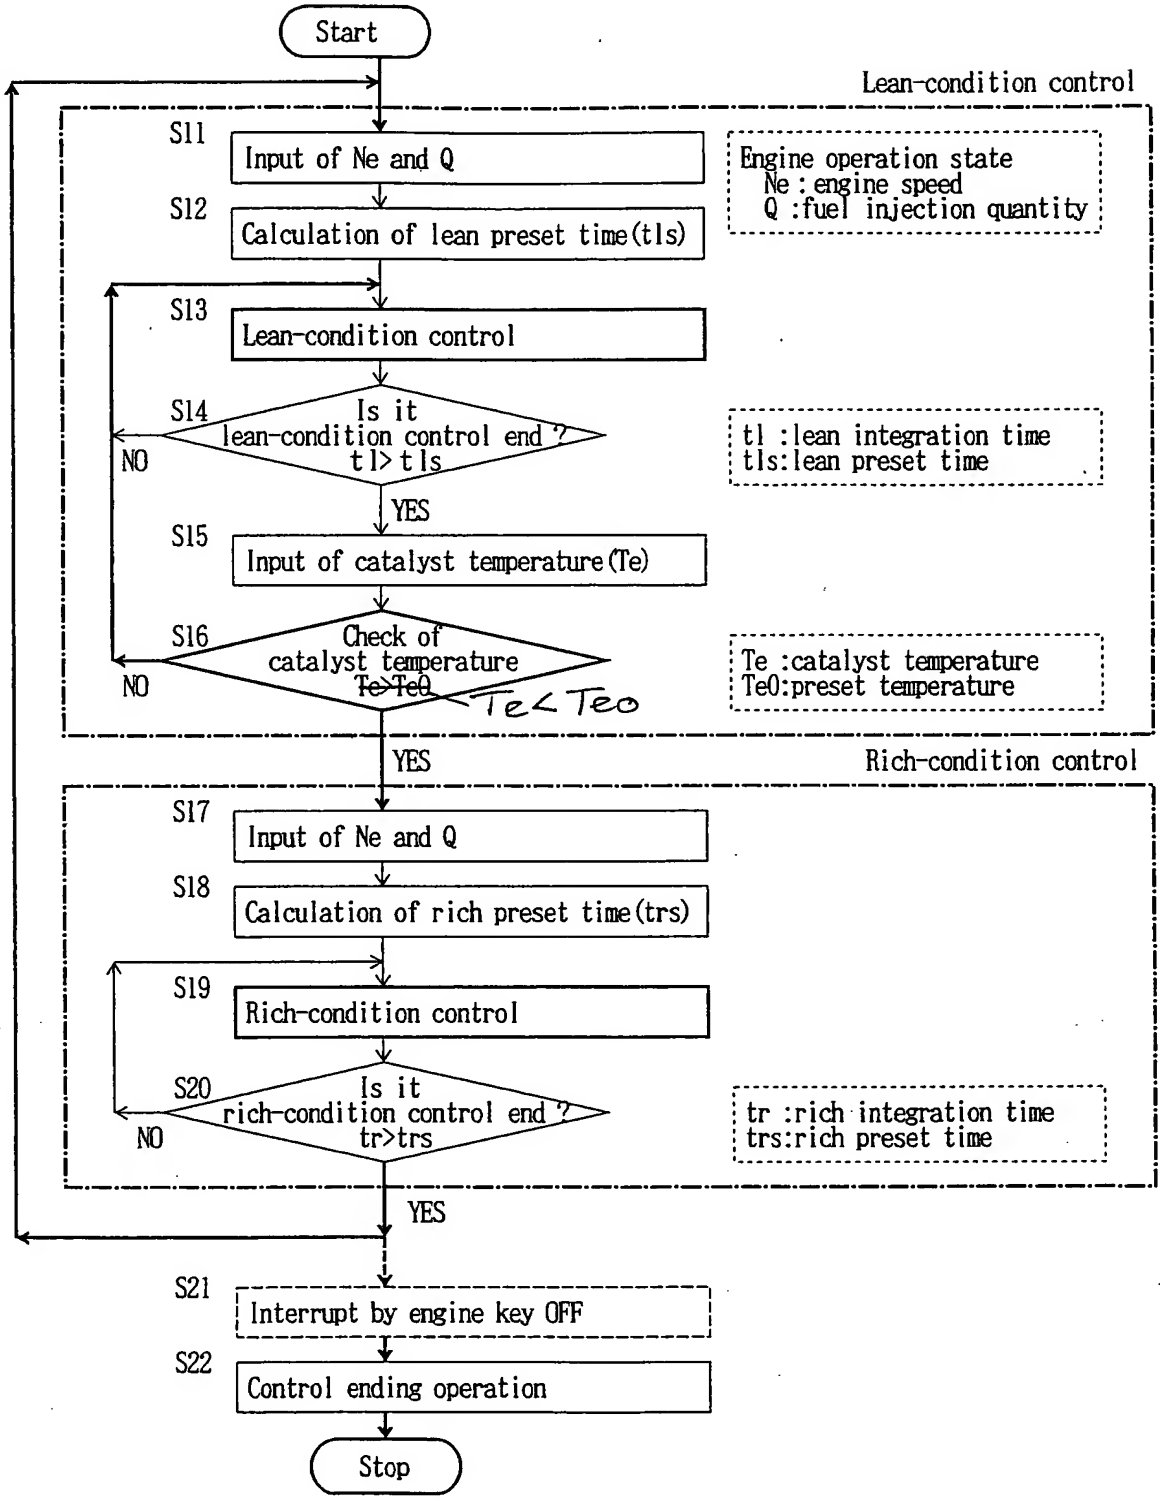 Start
Lean-condition control
S11
Input of Ne and Q
Engine operation state
Ne : engine speed
Q : fuel injection quantity
S12
Calculation of lean preset time(tls)
S13
Lean-condition control
S14
Is it
lean-condition control end ?
tl>tls
NO
YES
tl :lean integration time
tls:lean preset time
S15
Input of catalyst temperature(Te)
S16
Check of
catalyst temperature
Te>Te0
Te<Teo
NO
YES
Te :catalyst temperature
Te0:preset temperature
Rich-condition control
S17
Input of Ne and Q
S18
Calculation of rich preset time(trs)
S19
Rich-condition control
S20
Is it
rich-condition control end ?
tr>trs
NO
YES
tr :rich integration time
trs:rich preset time
S21
Interrupt by engine key OFF
S22
Control ending operation
Stop